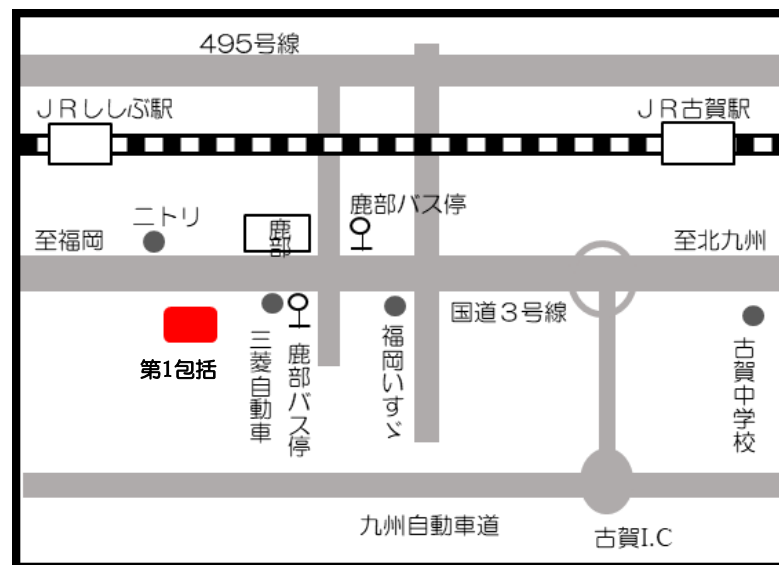 495号線
JRししぶ駅
JR古賀駅
ニトリ
鹿部
鹿部バス停
至福岡
至北九州
国道3号線
第1包括
三菱自動車
鹿部バス停
福岡いすゞ
古賀中学校
九州自動車道
古賀I.C